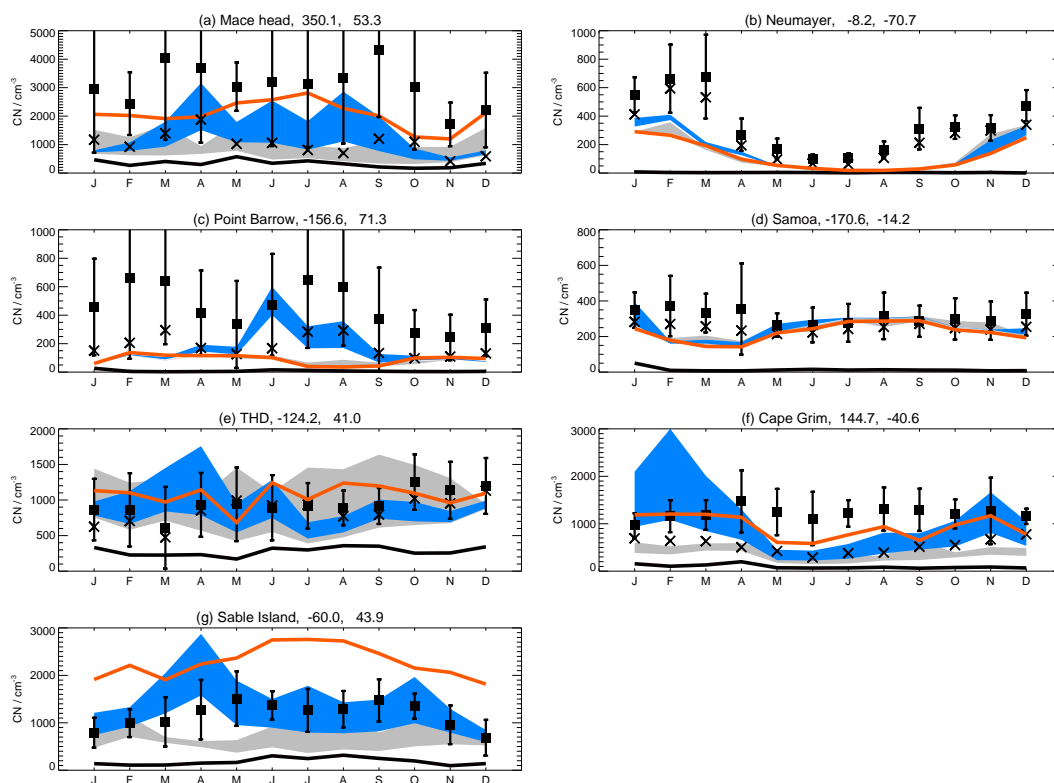 (a) Mace head, 350.1, 53.3
CN / cm-3
5000
4000
3000
2000
1000
0
J F M A M J J A S O N D
(b) Neumayer, -8.2, -70.7
CN / cm-3
1000
800
600
400
200
0
J F M A M J J A S O N D
(c) Point Barrow, -156.6, 71.3
CN / cm-3
1000
800
600
400
200
0
J F M A M J J A S O N D
(d) Samoa, -170.6, -14.2
CN / cm-3
800
600
400
200
0
J F M A M J J A S O N D
(e) THD, -124.2, 41.0
CN / cm-3
2000
1500
1000
500
0
J F M A M J J A S O N D
(f) Cape Grim, 144.7, -40.6
CN / cm-3
3000
2000
1000
0
J F M A M J J A S O N D
(g) Sable Island, -60.0, 43.9
CN / cm-3
3000
2000
1000
0
J F M A M J J A S O N D